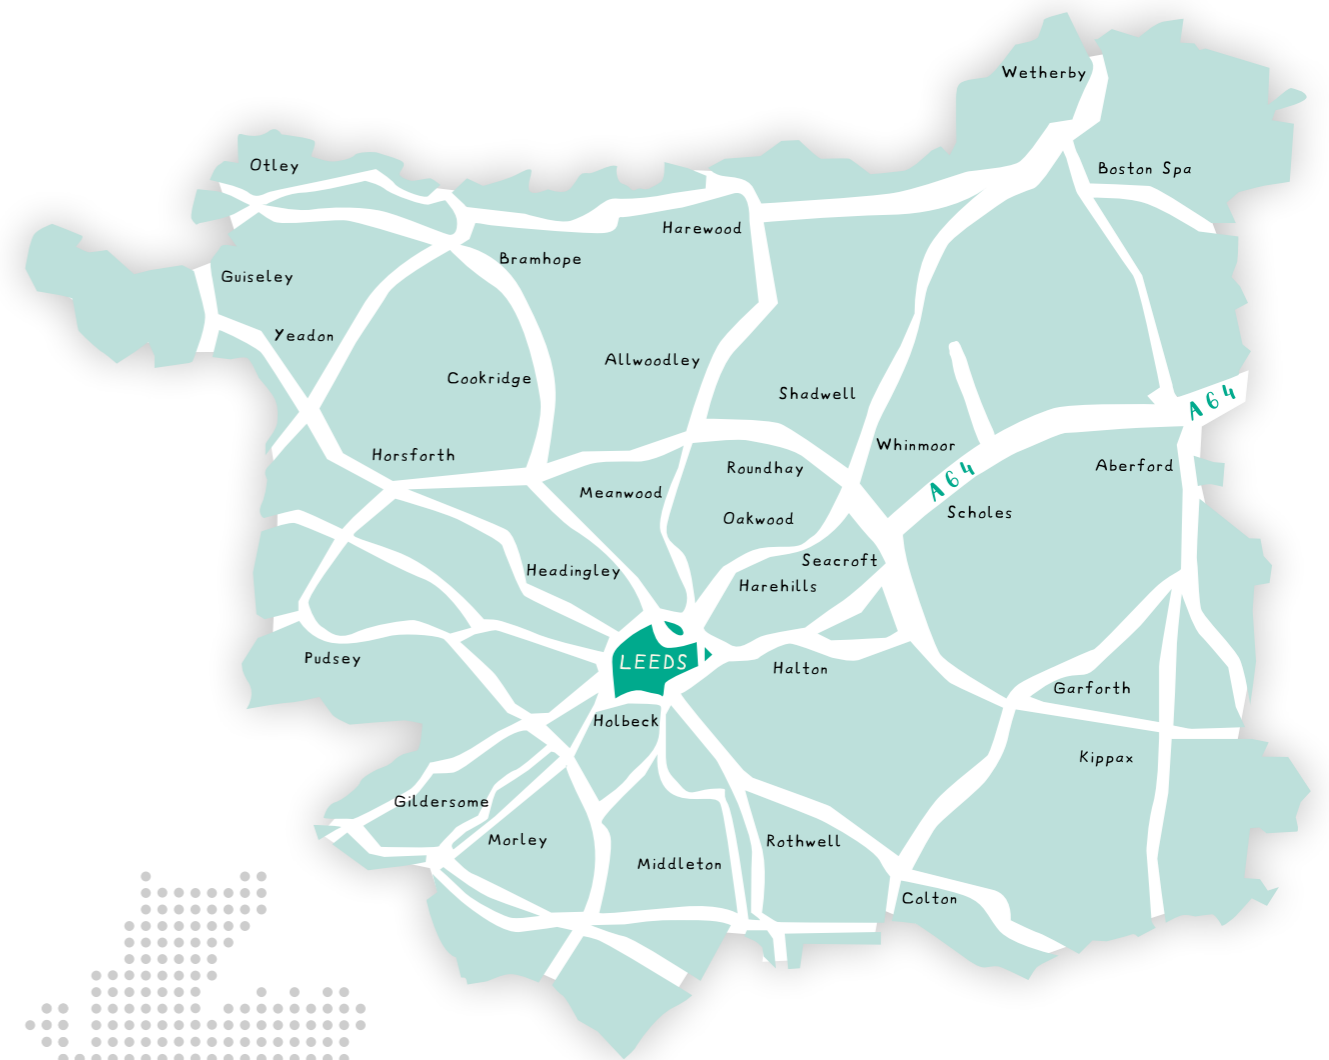 Wetherby
Otley
Boston Spa
Harewood
Bramhope
Guiseley
Yeadon
Allwoodley
Cookridge
Shadwell
A64
Whinmoor
Horsforth
Roundhay
Aberford
A64
Meanwood
Scholes
Oakwood
Seacroft
Headingley
Harehills
Pudsey
LEEDS
Halton
Garforth
Holbeck
Kippax
Gildersome
Morley
Rothwell
Middleton
Colton